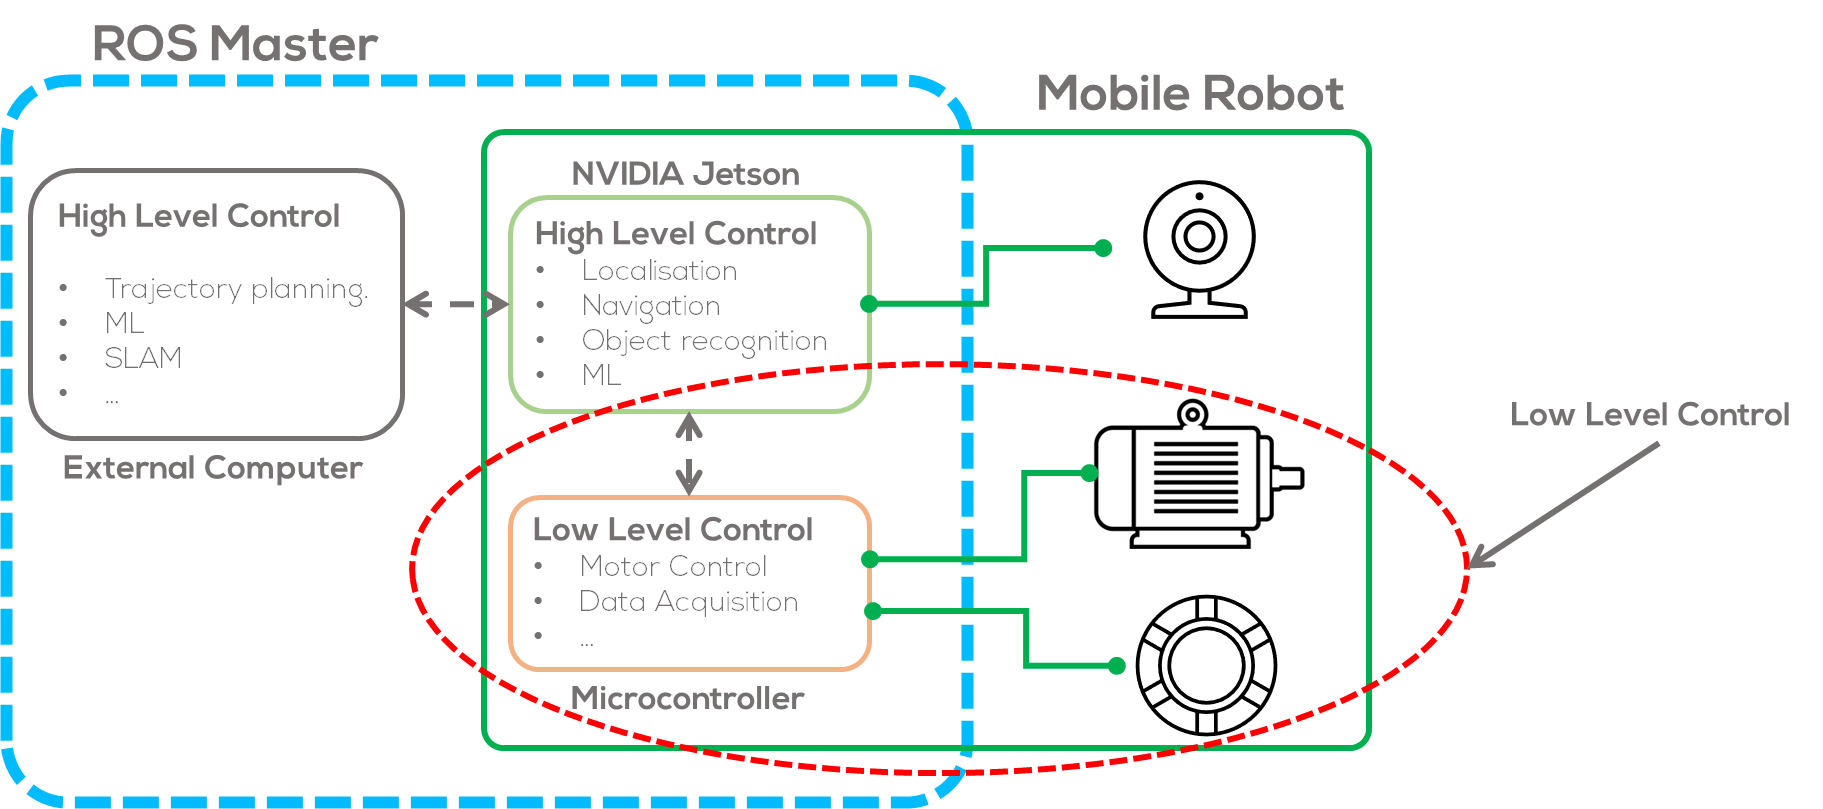 ROS Master
Mobile Robot
NVIDIA Jetson
High Level Control
• Trajectory planning.
• ML
• SLAM
• ...
External Computer
High Level Control
• Localisation
• Navigation
• Object recognition
• ML
Low Level Control
Low Level Control
• Motor Control
• Data Acquisition
• ...
Microcontroller